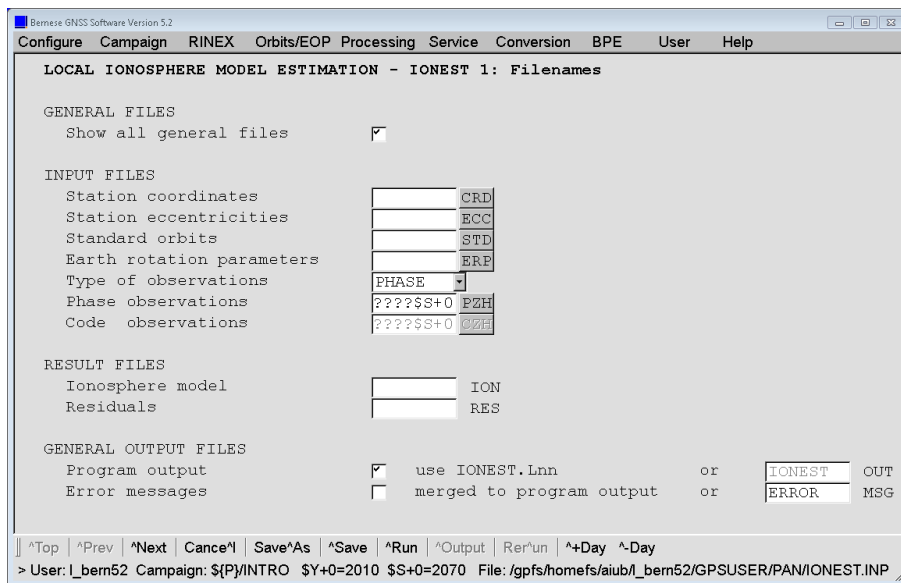 Bernese GNSS Software Version 5.2
Configure Campaign RINEX Orbits/EOP Processing Service Conversion BPE User Help
LOCAL IONOSPHERE MODEL ESTIMATION - IONEST 1: Filenames
GENERAL FILES
Show all general files
INPUT FILES
Station coordinates CRD
Station eccentricities ECC
Standard orbits STD
Earth rotation parameters ERP
Type of observations PHASE
Phase observations ????$S+0 PZH
Code observations ????$S+0 CZH
RESULT FILES
Ionosphere model ION
Residuals RES
GENERAL OUTPUT FILES
Program output use IONEST.Lnn or IONEST OUT
Error messages merged to program output or ERROR MSG
^Top | ^Prev | ^Next | Cance^l | Save^As | ^Save | ^Run | ^Output | Rer^un | ^+Day ^-Day
> User: l_bern52 Campaign: ${P}/INTRO $Y+0=2010 $S+0=2070 File: /gpfs/homefs/aiub/l_bern52/GPSUSER/PAN/IONEST.INP